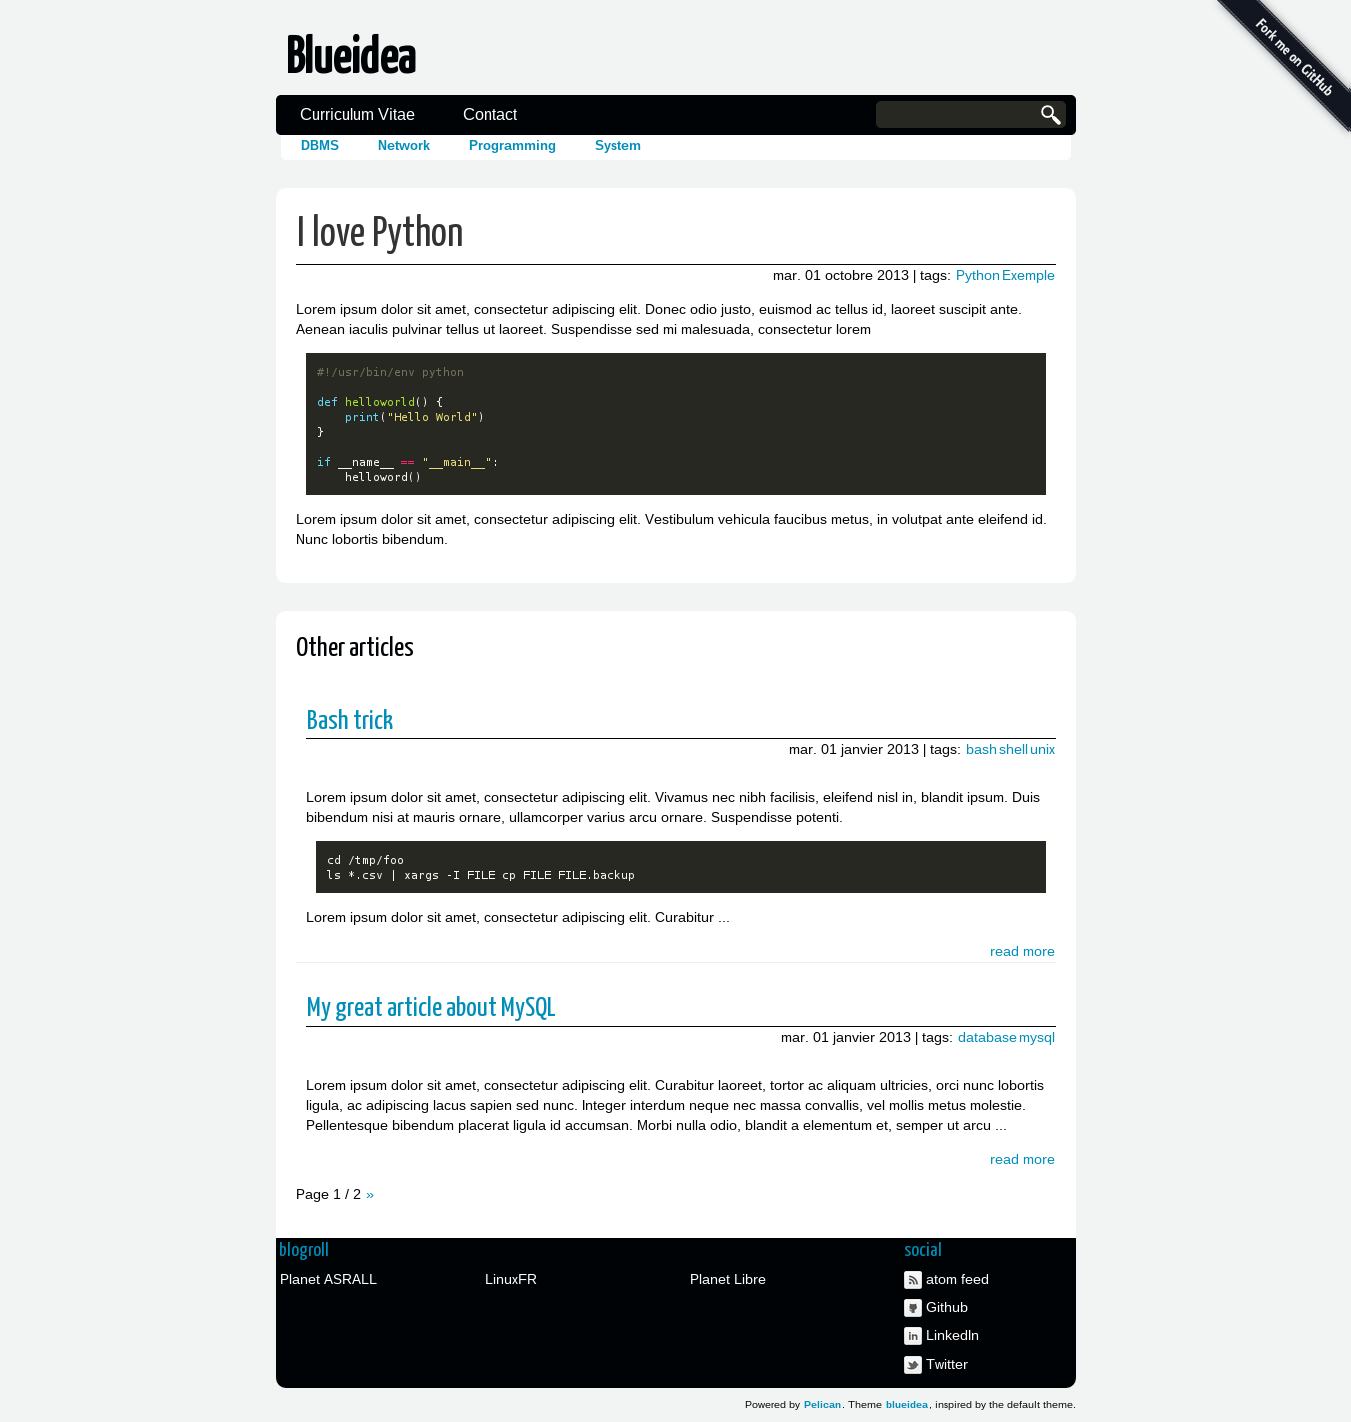 Blueidea
Fork me on GitHub
Curriculum Vitae Contact
DBMS Network Programming System
I love Python
mar. 01 octobre 2013 | tags: Python Exemple
Lorem ipsum dolor sit amet, consectetur adipiscing elit. Donec odio justo, euismod ac tellus id, laoreet suscipit ante.
Aenean iaculis pulvinar tellus ut laoreet. Suspendisse sed mi malesuada, consectetur lorem
#!/usr/bin/env python
def helloworld() {
    print("Hello World")
}
if __name__ == "__main__":
    helloword()
Lorem ipsum dolor sit amet, consectetur adipiscing elit. Vestibulum vehicula faucibus metus, in volutpat ante eleifend id.
Nunc lobortis bibendum.
Other articles
Bash trick
mar. 01 janvier 2013 | tags: bash shell unix
Lorem ipsum dolor sit amet, consectetur adipiscing elit. Vivamus nec nibh facilisis, eleifend nisl in, blandit ipsum. Duis
bibendum nisi at mauris ornare, ullamcorper varius arcu ornare. Suspendisse potenti.
cd /tmp/foo
ls *.csv | xargs -I FILE cp FILE FILE.backup
Lorem ipsum dolor sit amet, consectetur adipiscing elit. Curabitur ...
read more
My great article about MySQL
mar. 01 janvier 2013 | tags: database mysql
Lorem ipsum dolor sit amet, consectetur adipiscing elit. Curabitur laoreet, tortor ac aliquam ultricies, orci nunc lobortis
ligula, ac adipiscing lacus sapien sed nunc. Integer interdum neque nec massa convallis, vel mollis metus molestie.
Pellentesque bibendum placerat ligula id accumsan. Morbi nulla odio, blandit a elementum et, semper ut arcu ...
read more
Page 1 / 2 »
blogroll
Planet ASRALL LinuxFR Planet Libre
social
atom feed
Github
LinkedIn
Twitter
Powered by Pelican. Theme blueidea, inspired by the default theme.